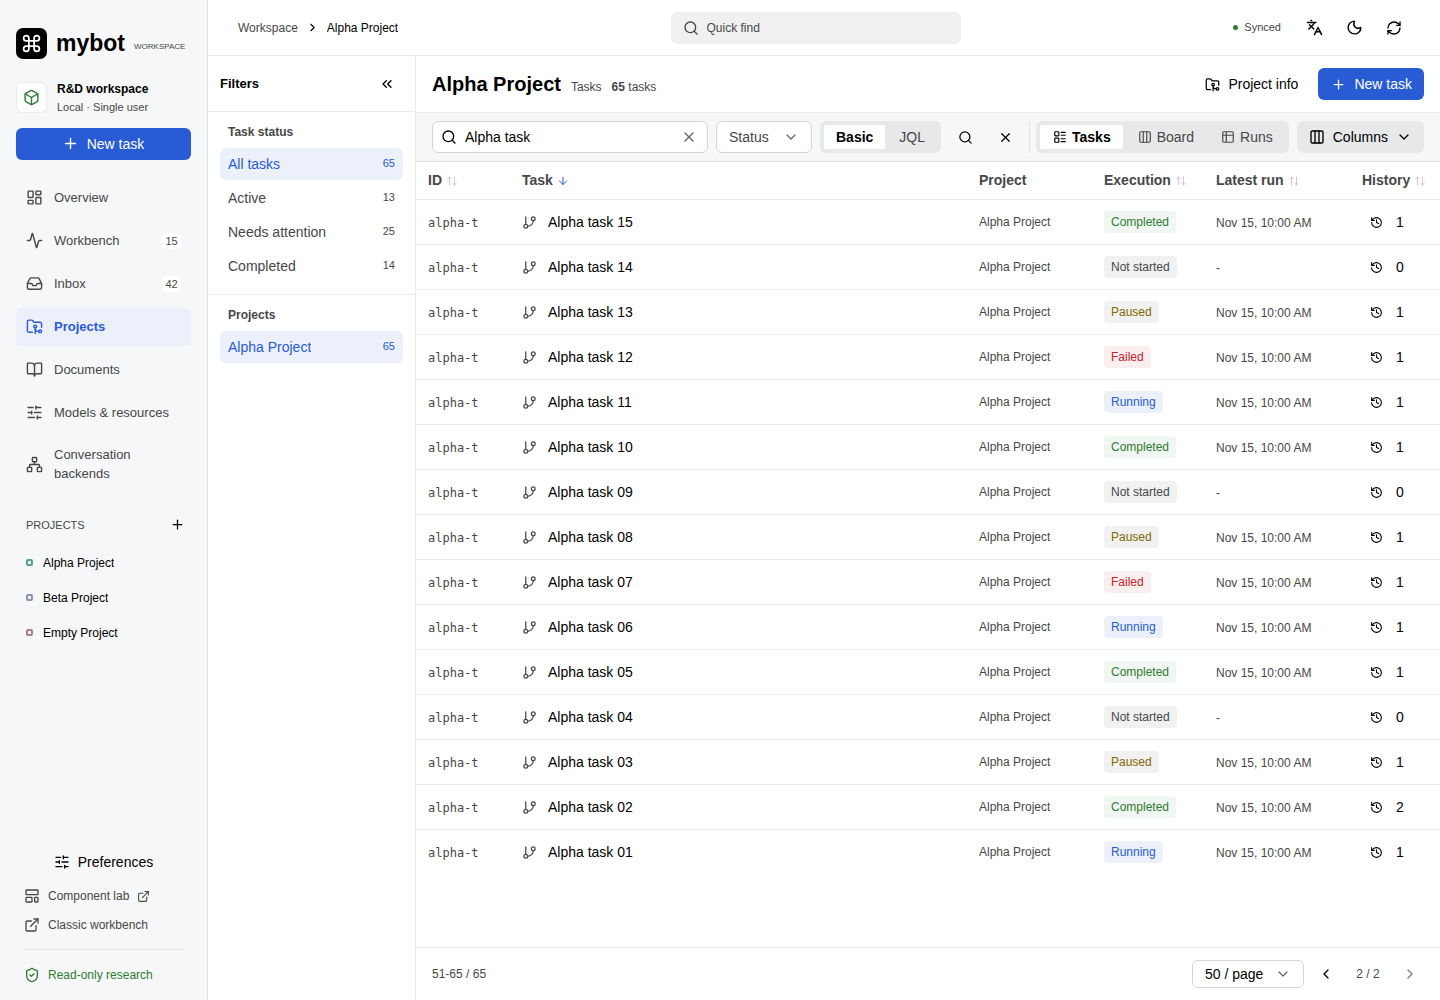 mybot WORKSPACE
R&D workspace
Local · Single user
New task
Overview
Workbench 15
Inbox 42
Projects
Documents
Models & resources
Conversation
backends
PROJECTS
Alpha Project
Beta Project
Empty Project
Preferences
Component lab
Classic workbench
Read-only research
Workspace Alpha Project
Quick find
Synced
Filters
Task status
All tasks 65
Active 13
Needs attention 25
Completed 14
Projects
Alpha Project 65
Alpha Project Tasks 65 tasks
Project info
New task
Alpha task
Status
Basic JQL
Tasks Board Runs
Columns
ID Task Project Execution Latest run History
alpha-t Alpha task 15 Alpha Project Completed Nov 15, 10:00 AM 1
alpha-t Alpha task 14 Alpha Project Not started - 0
alpha-t Alpha task 13 Alpha Project Paused Nov 15, 10:00 AM 1
alpha-t Alpha task 12 Alpha Project Failed Nov 15, 10:00 AM 1
alpha-t Alpha task 11 Alpha Project Running Nov 15, 10:00 AM 1
alpha-t Alpha task 10 Alpha Project Completed Nov 15, 10:00 AM 1
alpha-t Alpha task 09 Alpha Project Not started - 0
alpha-t Alpha task 08 Alpha Project Paused Nov 15, 10:00 AM 1
alpha-t Alpha task 07 Alpha Project Failed Nov 15, 10:00 AM 1
alpha-t Alpha task 06 Alpha Project Running Nov 15, 10:00 AM 1
alpha-t Alpha task 05 Alpha Project Completed Nov 15, 10:00 AM 1
alpha-t Alpha task 04 Alpha Project Not started - 0
alpha-t Alpha task 03 Alpha Project Paused Nov 15, 10:00 AM 1
alpha-t Alpha task 02 Alpha Project Completed Nov 15, 10:00 AM 2
alpha-t Alpha task 01 Alpha Project Running Nov 15, 10:00 AM 1
51-65 / 65
50 / page
2 / 2